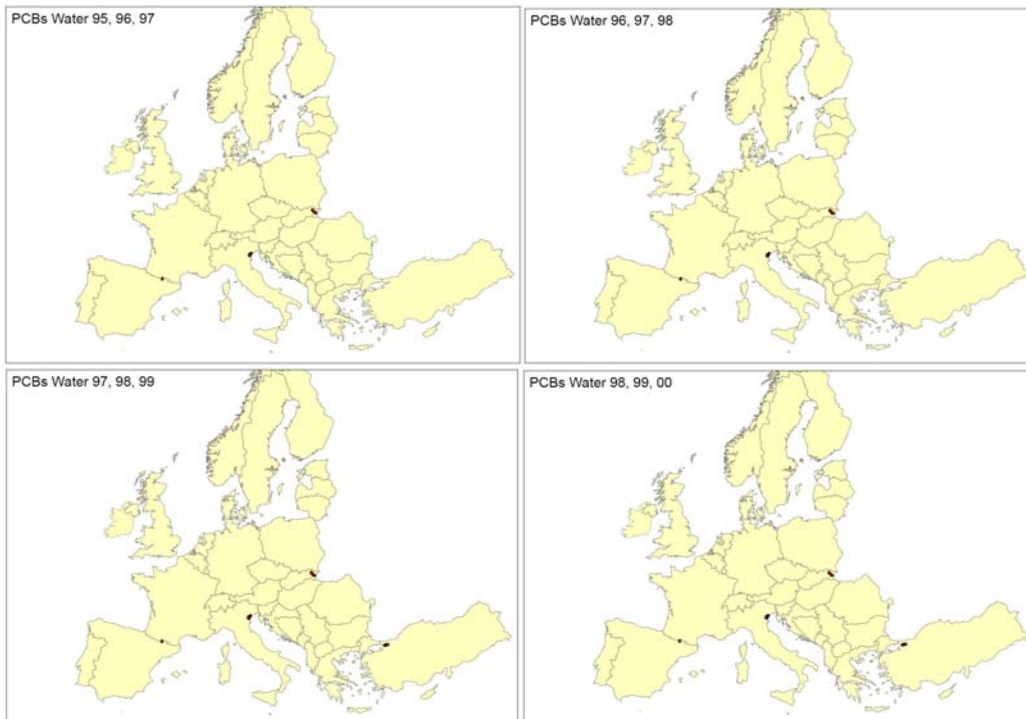 PCBs Water 95, 96, 97
PCBs Water 96, 97, 98
PCBs Water 97, 98, 99
PCBs Water 98, 99, 00